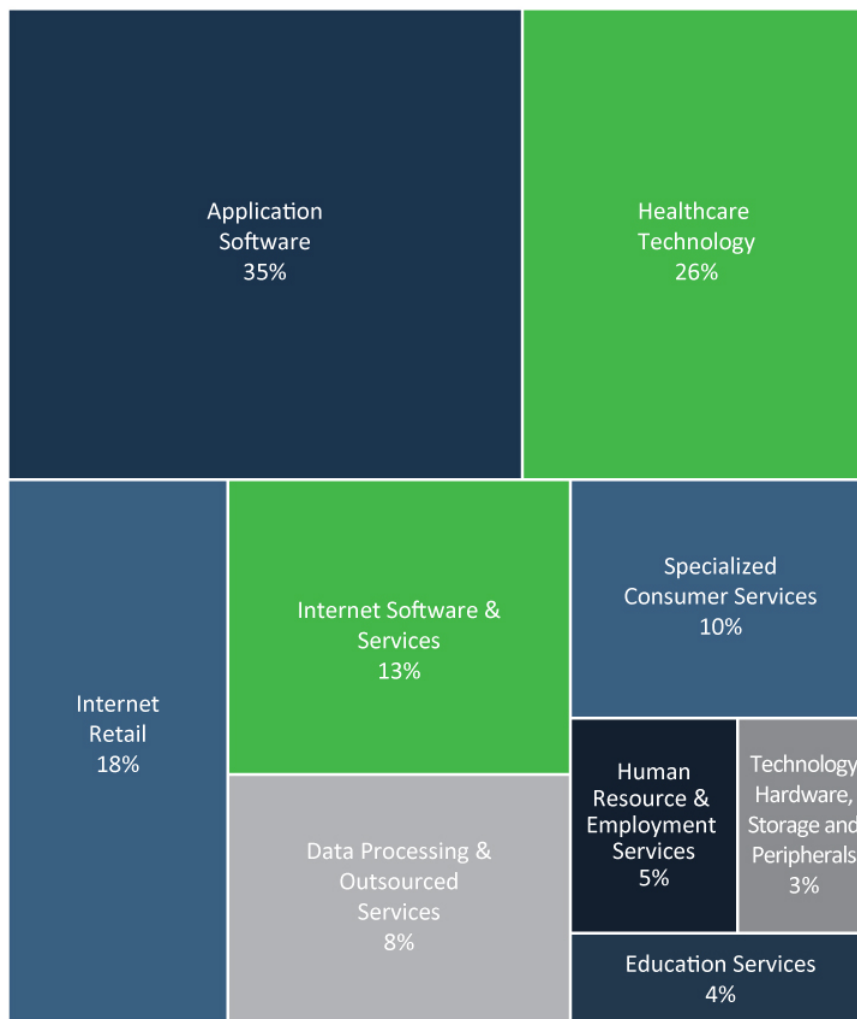 Application
Software
35%
Healthcare
Technology
26%
Internet
Retail
18%
Internet Software &
Services
13%
Data Processing &
Outsourced
Services
8%
Specialized
Consumer Services
10%
Human
Resource &
Employment
Services
5%
Technology
Hardware,
Storage and
Peripherals
3%
Education Services
4%